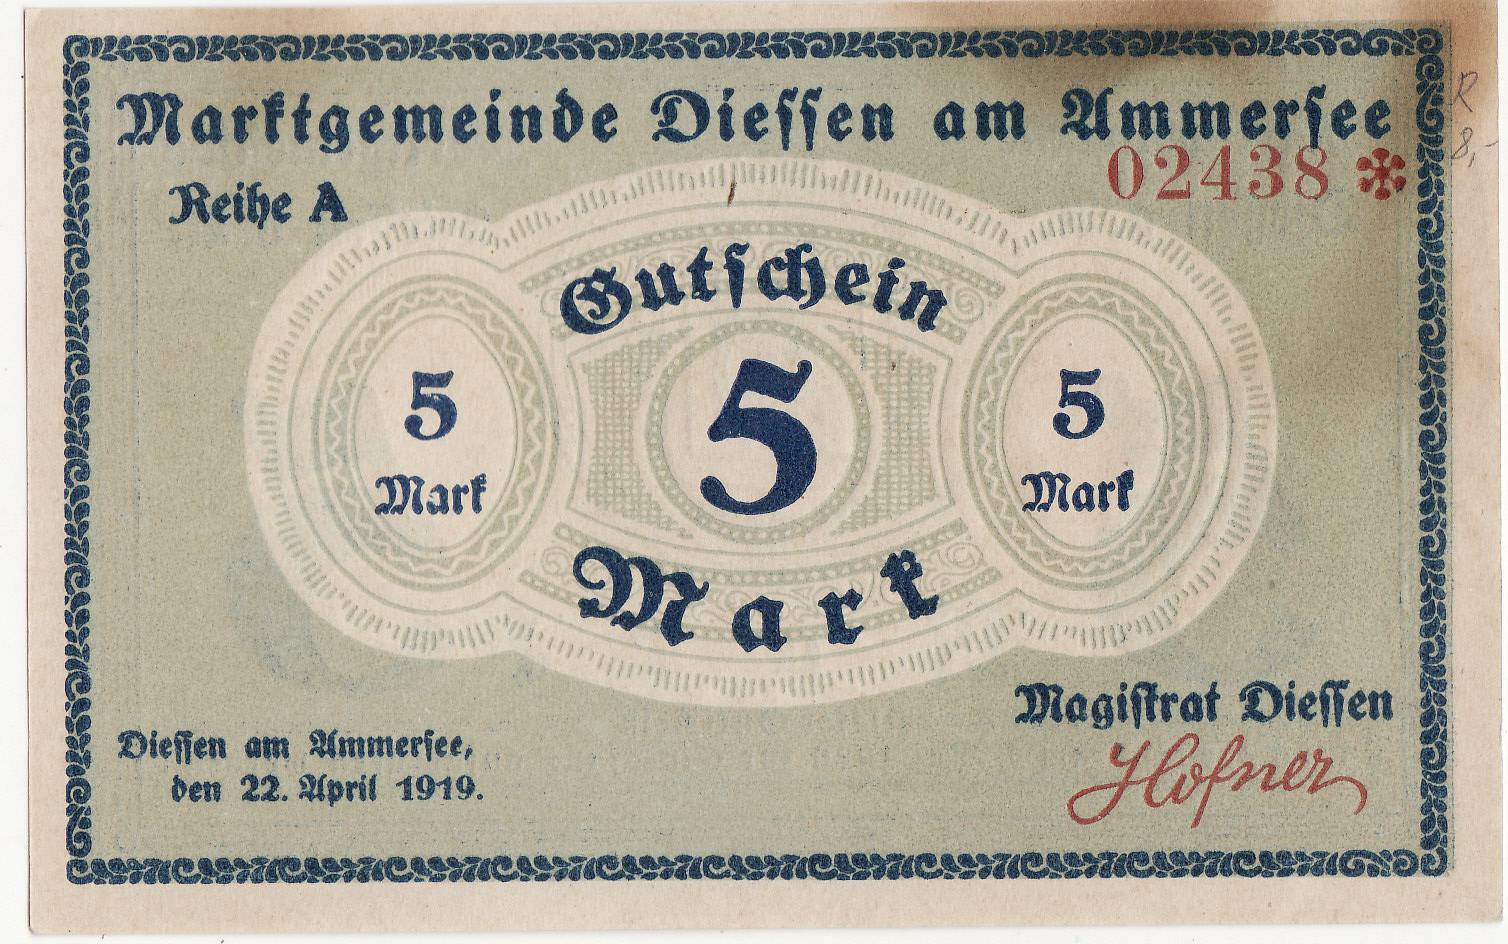 Marktgemeinde Diessen am Ammersee
02438 *
Reihe A
Gutschein
5
Mark
5
Mark
5
Mark
Magistrat Diessen
Hofner
Diessen am Ammersee,
den 22. April 1919.
R
8,-